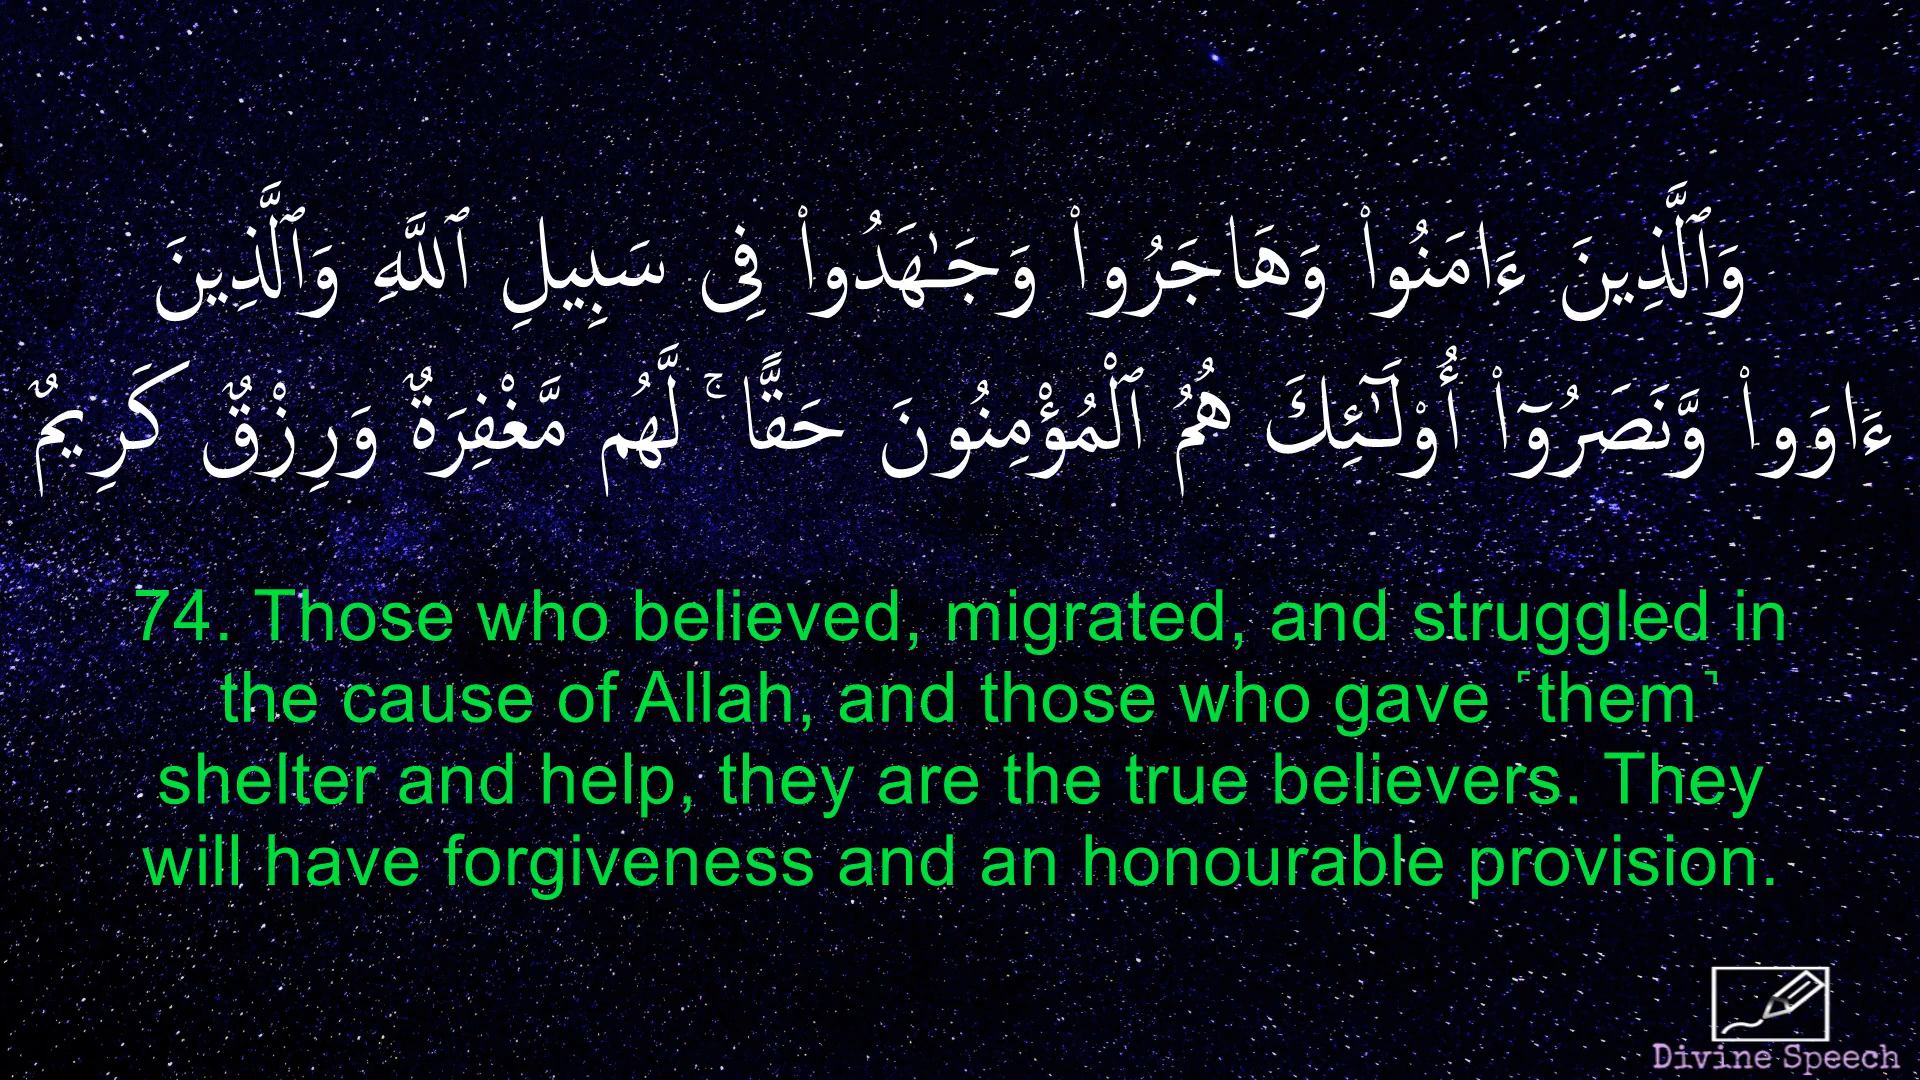 وَٱلَّذِينَ ءَامَنُوا۟ وَهَاجَرُوا۟ وَجَـٰهَدُوا۟ فِى سَبِيلِ ٱللَّهِ وَٱلَّذِينَ
ءَاوَوا۟ وَّنَصَرُوٓا۟ أُو۟لَـٰٓئِكَ هُمُ ٱلْمُؤْمِنُونَ حَقًّا ۚ لَّهُم مَّغْفِرَةٌ وَرِزْقٌ كَرِيمٌ
74. Those who believed, migrated, and struggled in
the cause of Allah, and those who gave ˹them˺
shelter and help, they are the true believers. They
will have forgiveness and an honourable provision.
Divine Speech